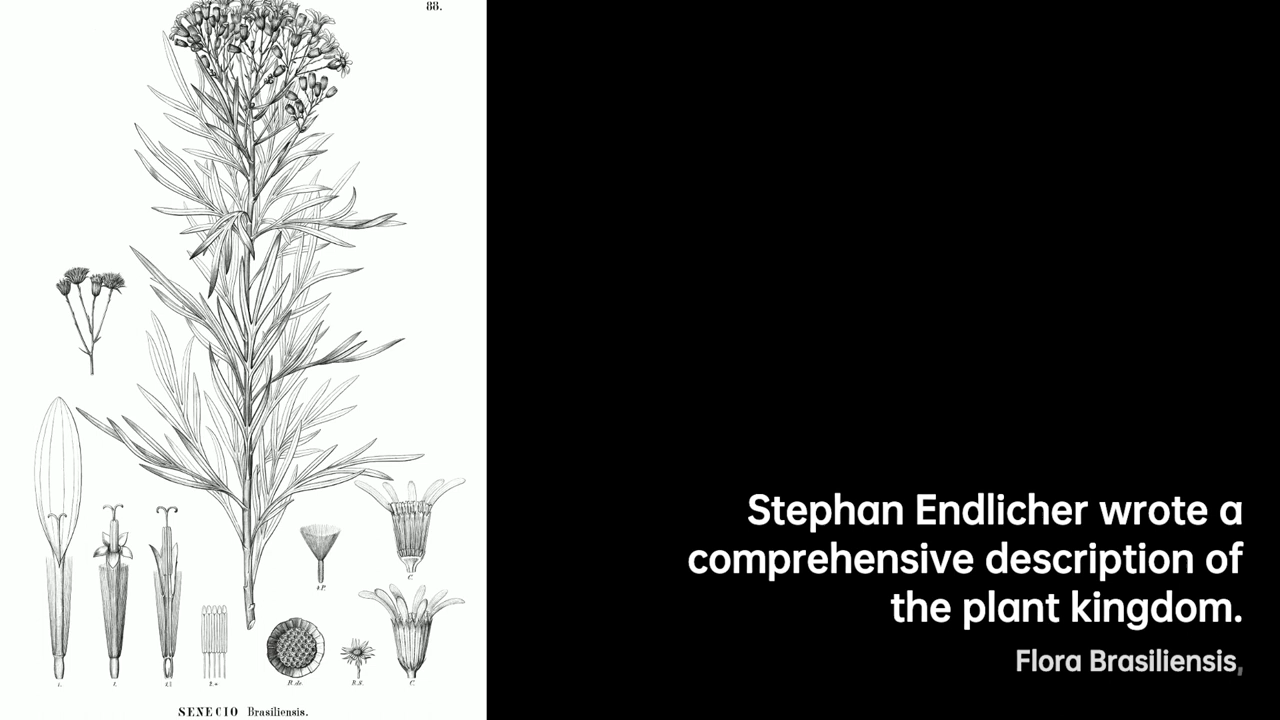 88.
Stephan Endlicher wrote a
comprehensive description of
the plant kingdom.
Flora Brasiliensis,
SENECIO Brasiliensis.